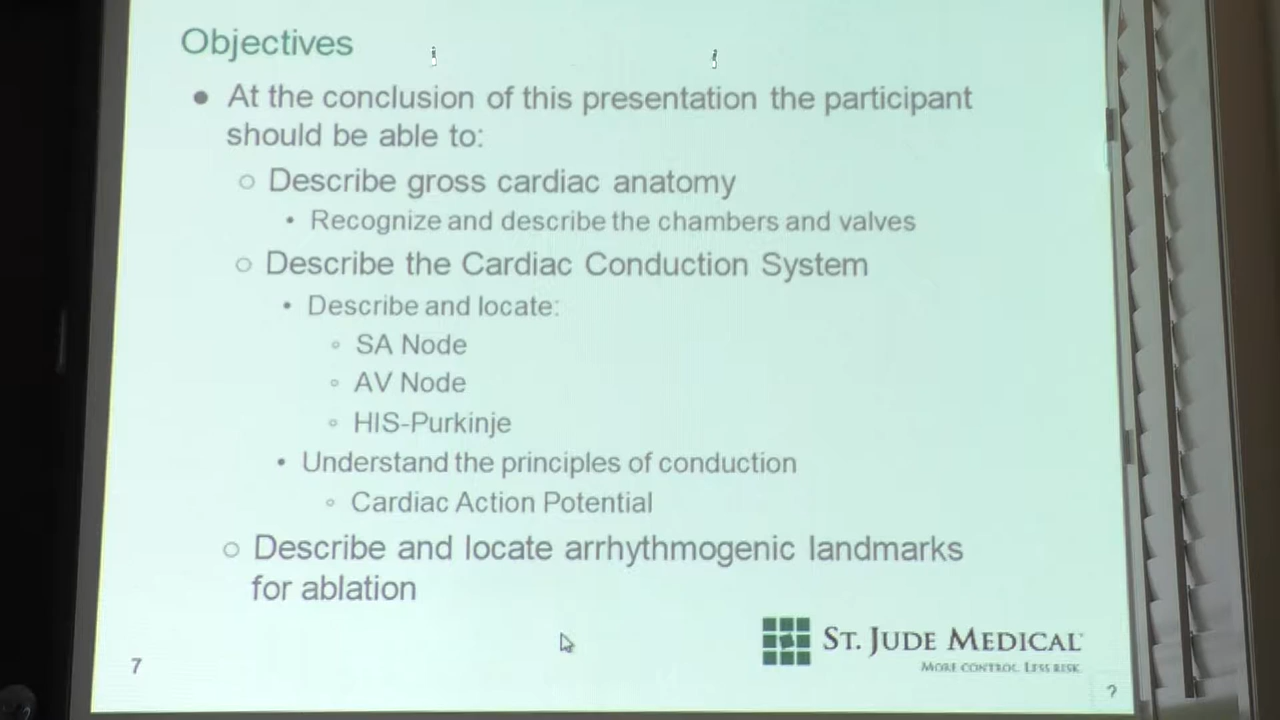 Objectives
● At the conclusion of this presentation the participant
should be able to:
○ Describe gross cardiac anatomy
• Recognize and describe the chambers and valves
○ Describe the Cardiac Conduction System
• Describe and locate:
○ SA Node
○ AV Node
○ HIS-Purkinje
• Understand the principles of conduction
○ Cardiac Action Potential
○ Describe and locate arrhythmogenic landmarks
for ablation
ST. JUDE MEDICAL
MORE CONTROL. LESS RISK.
7
?